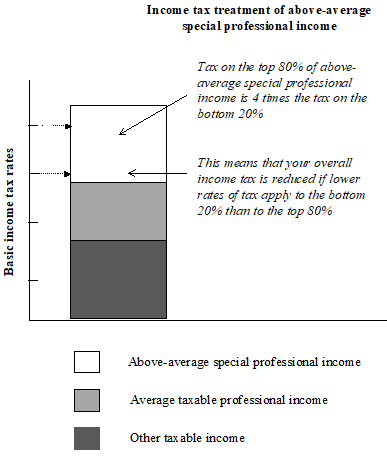 Income tax treatment of above-average
special professional income
Tax on the top 80% of above-
average special professional
income is 4 times the tax on the
bottom 20%
This means that your overall
income tax is reduced if lower
rates of tax apply to the bottom
20% than to the top 80%
Basic income tax rates
Above-average special professional income
Average taxable professional income
Other taxable income